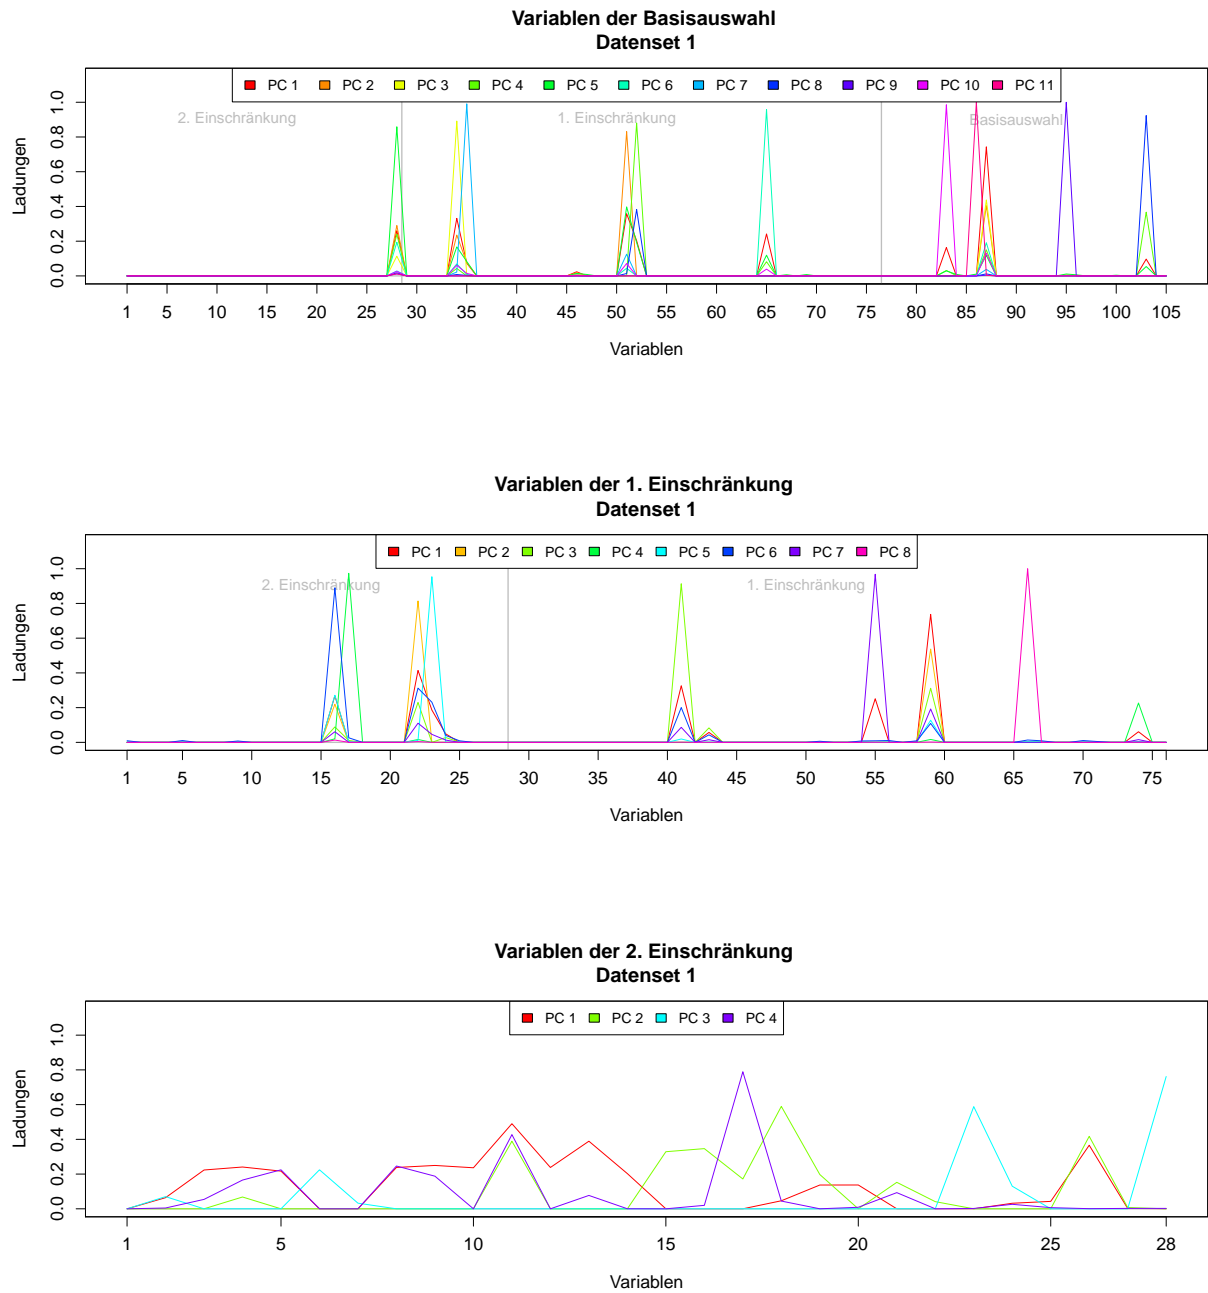 Variablen der Basisauswahl
Datenset 1
PC 1 PC 2 PC 3 PC 4 PC 5 PC 6 PC 7 PC 8 PC 9 PC 10 PC 11
2. Einschränkung 1. Einschränkung Basisauswahl
Ladungen
0.0 0.2 0.4 0.6 0.8 1.0
1 5 10 15 20 25 30 35 40 45 50 55 60 65 70 75 80 85 90 95 100 105
Variablen
Variablen der 1. Einschränkung
Datenset 1
PC 1 PC 2 PC 3 PC 4 PC 5 PC 6 PC 7 PC 8
2. Einschränkung 1. Einschränkung
Ladungen
0.0 0.2 0.4 0.6 0.8 1.0
1 5 10 15 20 25 30 35 40 45 50 55 60 65 70 75
Variablen
Variablen der 2. Einschränkung
Datenset 1
PC 1 PC 2 PC 3 PC 4
Ladungen
0.0 0.2 0.4 0.6 0.8 1.0
1 5 10 15 20 25 28
Variablen